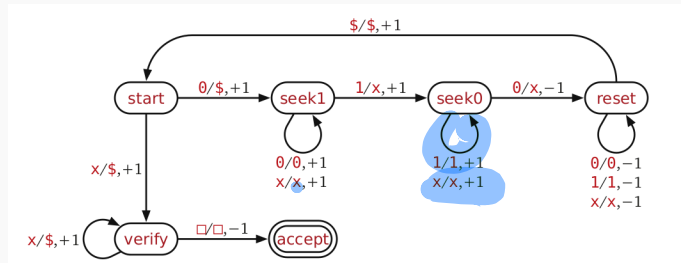 $/$,+1
start
0/$,+1
seek1
1/x,+1
seek0
0/x,-1
reset
0/0,+1
x/x,+1
1/1,+1
x/x,+1
0/0,-1
1/1,-1
x/x,-1
x/$,+1
x/$,+1
verify
□/□,-1
accept